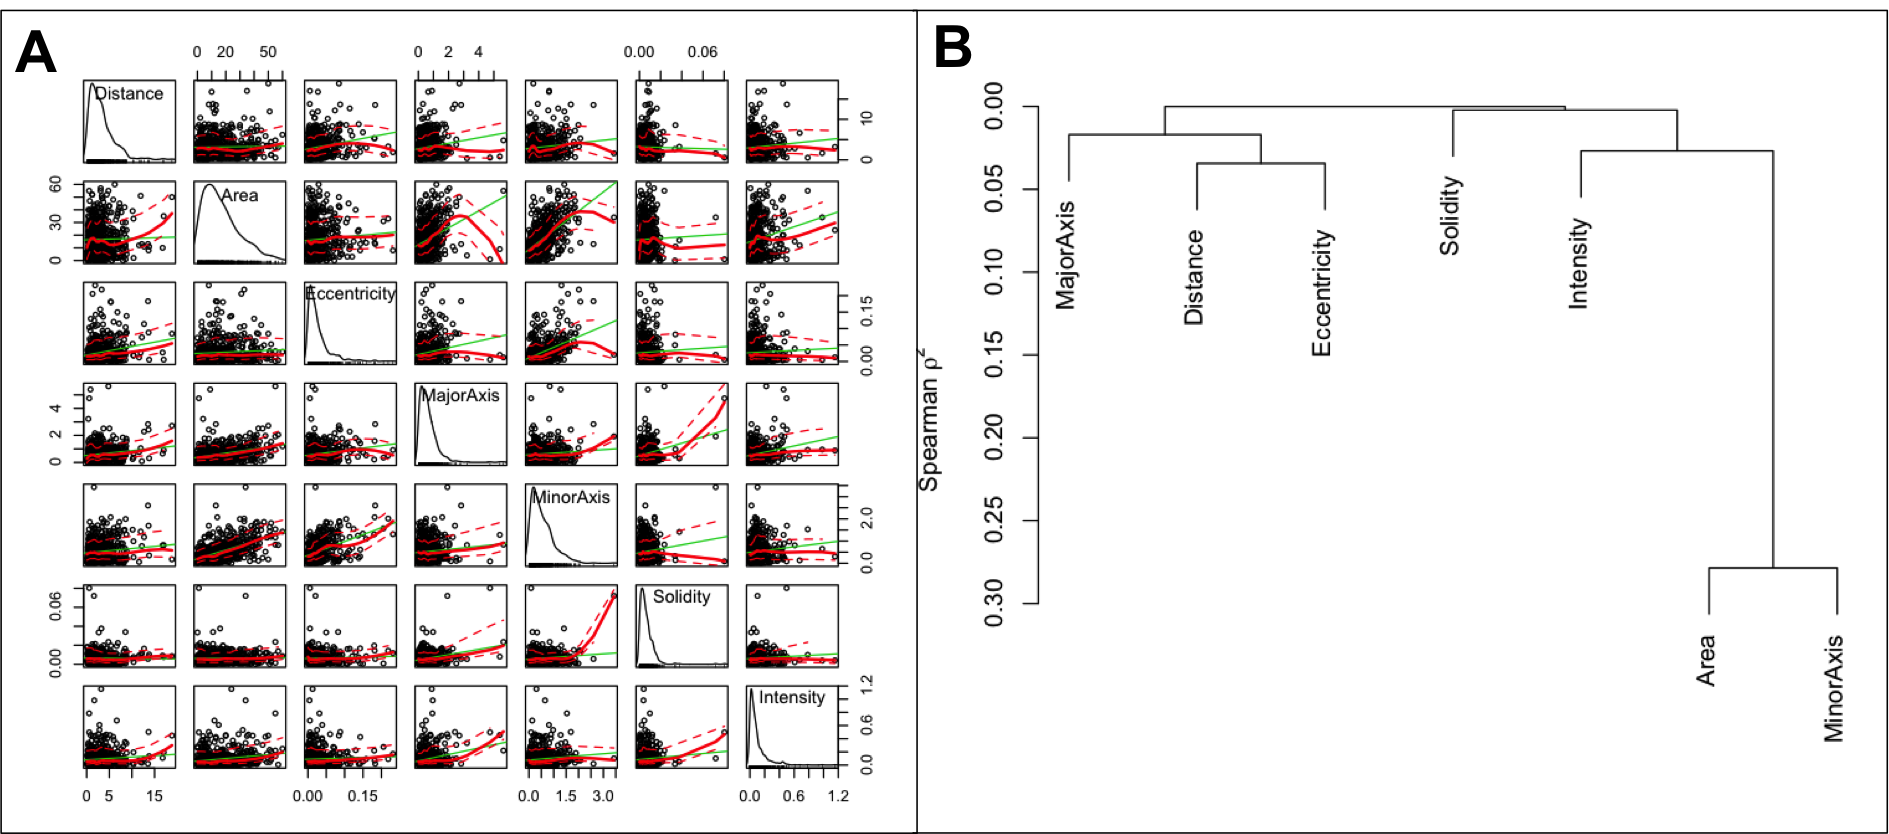 A
0 20 50
0 2 4
0.00 0.06
Distance
10
0
60
30
0
Area
Eccentricity
0.15
0.00
4
2
0
MajorAxis
MinorAxis
2.0
0.0
0.06
0.00
Solidity
Intensity
1.2
0.6
0.0
0 5 15
0.00 0.15
0.0 1.5 3.0
0.0 0.6 1.2
B
Spearman ρ²
0.00
0.05
0.10
0.15
0.20
0.25
0.30
MajorAxis
Distance
Eccentricity
Solidity
Intensity
Area
MinorAxis